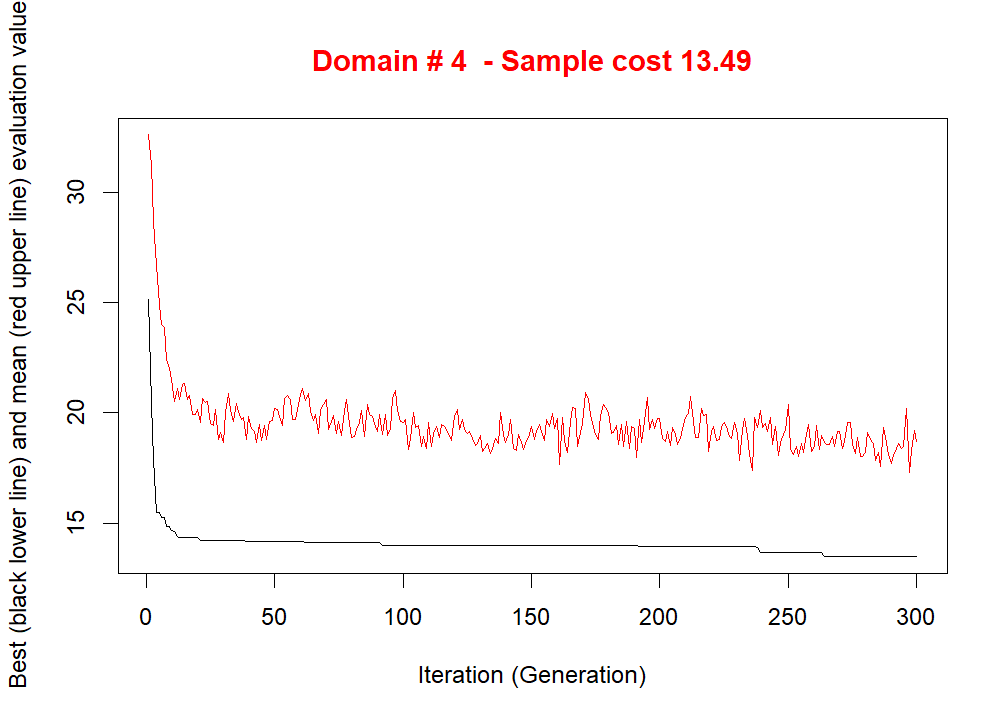 Domain # 4  - Sample cost 13.49
Best (black lower line) and mean (red upper line) evaluation value
30
25
20
15
0 50 100 150 200 250 300
Iteration (Generation)